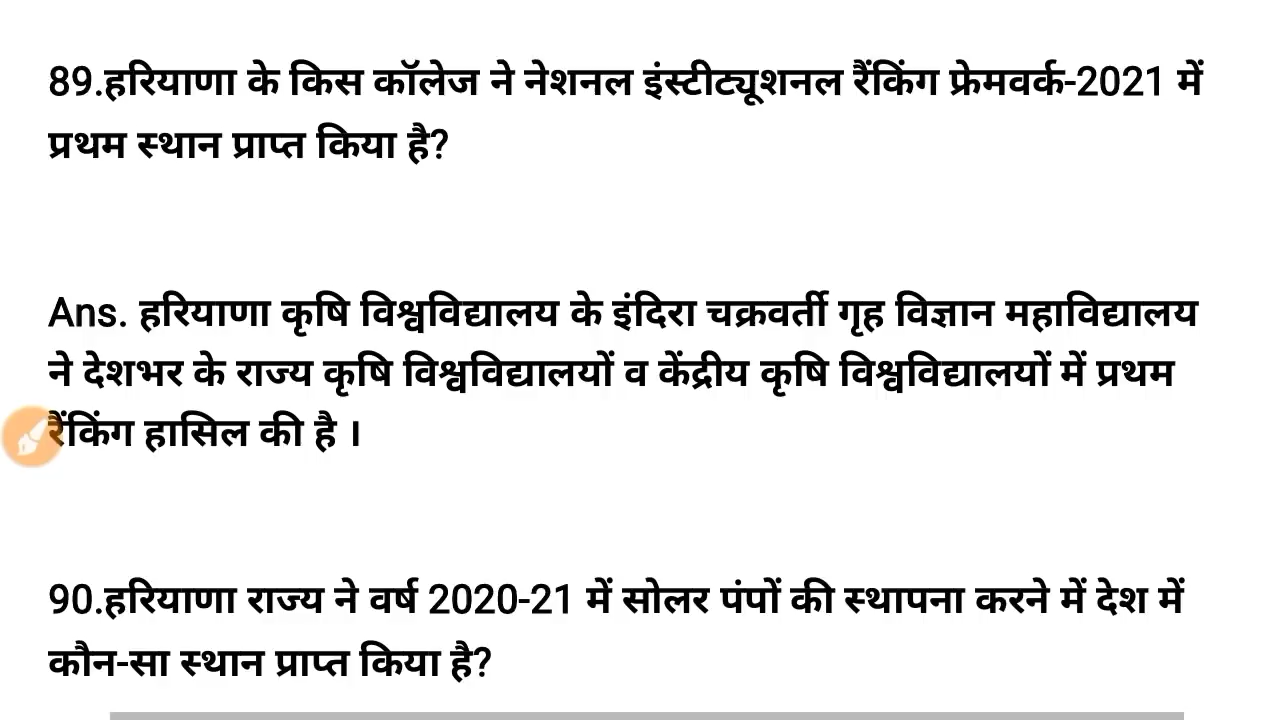 89.हरियाणा के किस कॉलेज ने नेशनल इंस्टीट्यूशनल रैंकिंग फ्रेमवर्क-2021 में
प्रथम स्थान प्राप्त किया है?
Ans. हरियाणा कृषि विश्वविद्यालय के इंदिरा चक्रवर्ती गृह विज्ञान महाविद्यालय
ने देशभर के राज्य कृषि विश्वविद्यालयों व केंद्रीय कृषि विश्वविद्यालयों में प्रथम
रैंकिंग हासिल की है ।
90.हरियाणा राज्य ने वर्ष 2020-21 में सोलर पंपों की स्थापना करने में देश में
कौन-सा स्थान प्राप्त किया है?